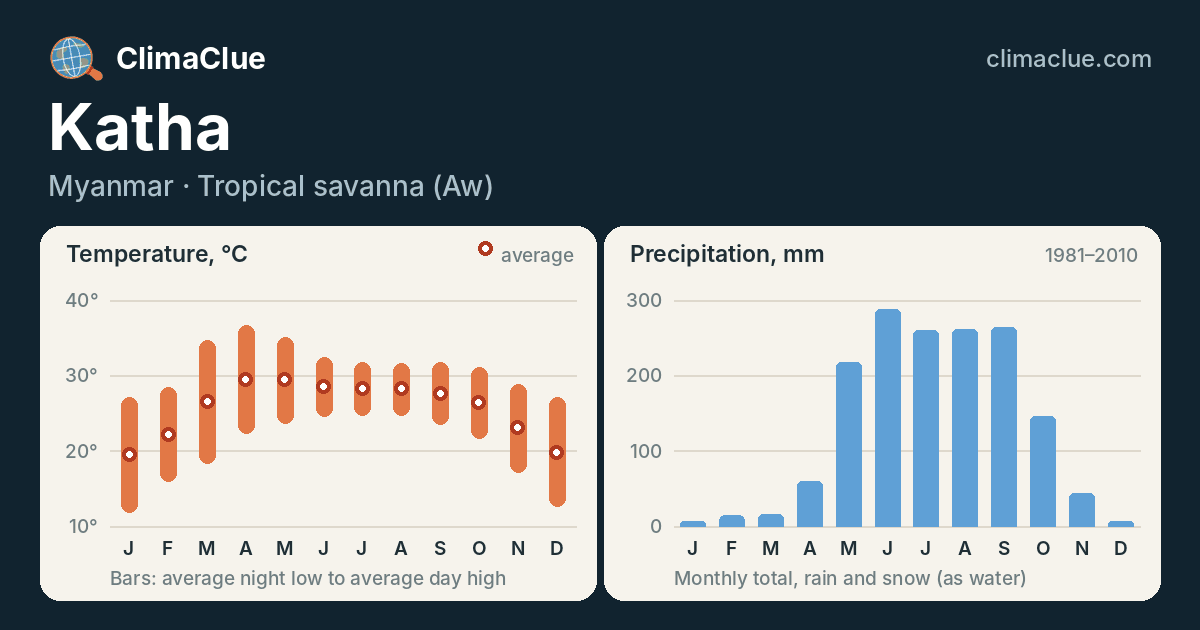 ClimaClue
climaclue.com
Katha
Myanmar · Tropical savanna (Aw)
Temperature, °C
average
40°
30°
20°
10°
J F M A M J J A S O N D
Bars: average night low to average day high
Precipitation, mm
1981–2010
300
200
100
0
J F M A M J J A S O N D
Monthly total, rain and snow (as water)